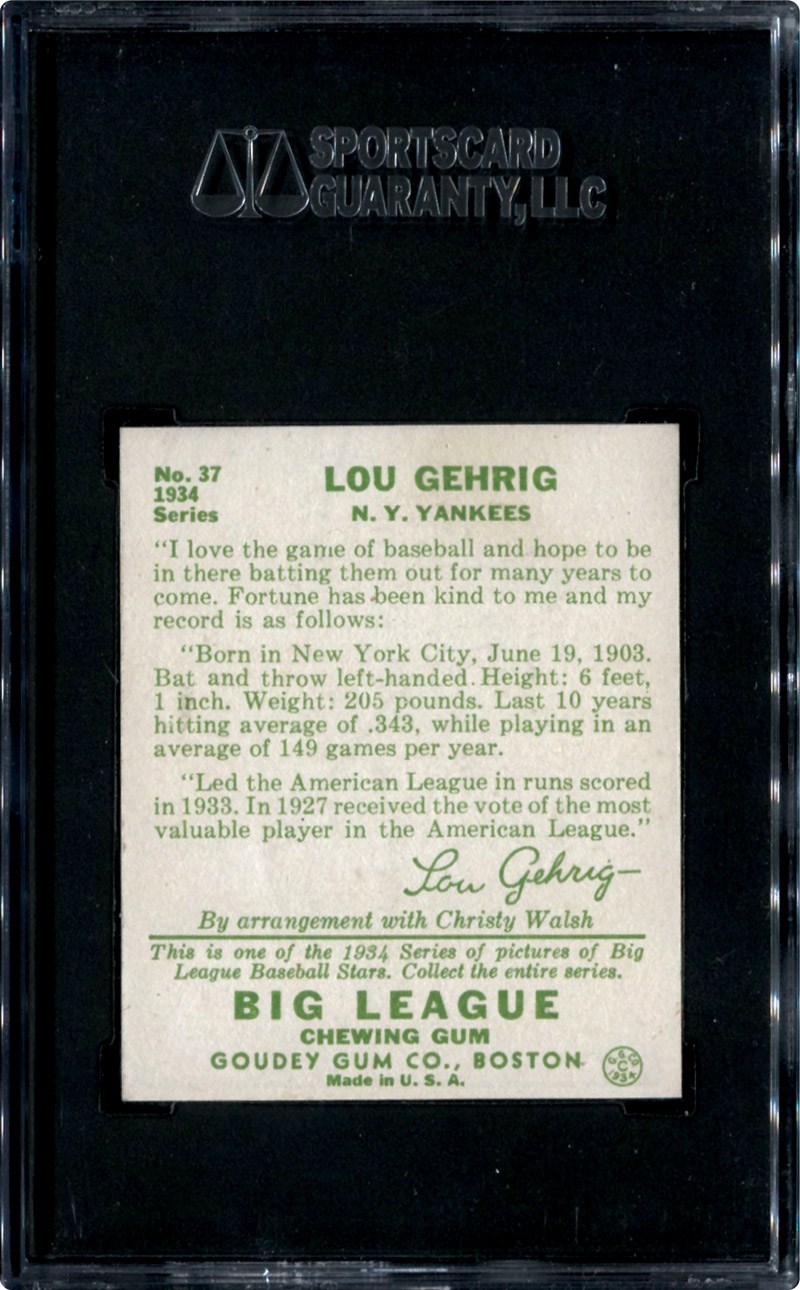 SPORTSCARD
GUARANTY, LLC
No. 37
1934
Series
LOU GEHRIG
N. Y. YANKEES
“I love the game of baseball and hope to be
in there batting them out for many years to
come. Fortune has been kind to me and my
record is as follows:
“Born in New York City, June 19, 1903.
Bat and throw left-handed. Height: 6 feet,
1 inch. Weight: 205 pounds. Last 10 years
hitting average of .343, while playing in an
average of 149 games per year.
“Led the American League in runs scored
in 1933. In 1927 received the vote of the most
valuable player in the American League.”
Lou Gehrig
By arrangement with Christy Walsh
This is one of the 1934 Series of pictures of Big
League Baseball Stars. Collect the entire series.
BIG LEAGUE
CHEWING GUM
GOUDEY GUM CO., BOSTON
Made in U. S. A.